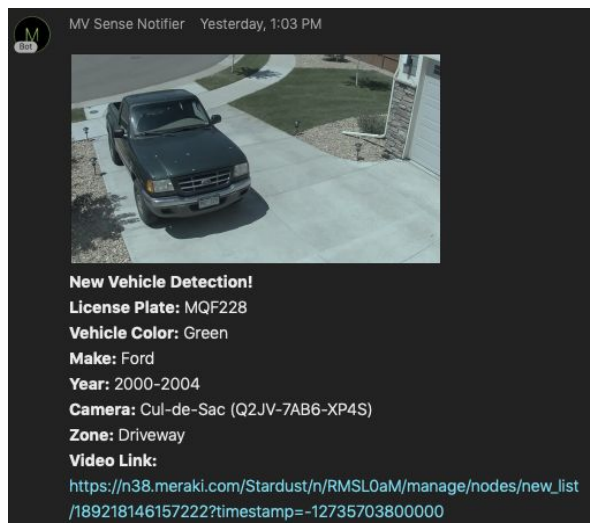 M
Bot
MV Sense Notifier Yesterday, 1:03 PM
New Vehicle Detection!
License Plate: MQF228
Vehicle Color: Green
Make: Ford
Year: 2000-2004
Camera: Cul-de-Sac (Q2JV-7AB6-XP4S)
Zone: Driveway
Video Link:
https://n38.meraki.com/Stardust/n/RMSL0aM/manage/nodes/new_list
/189218146157222?timestamp=-12735703800000